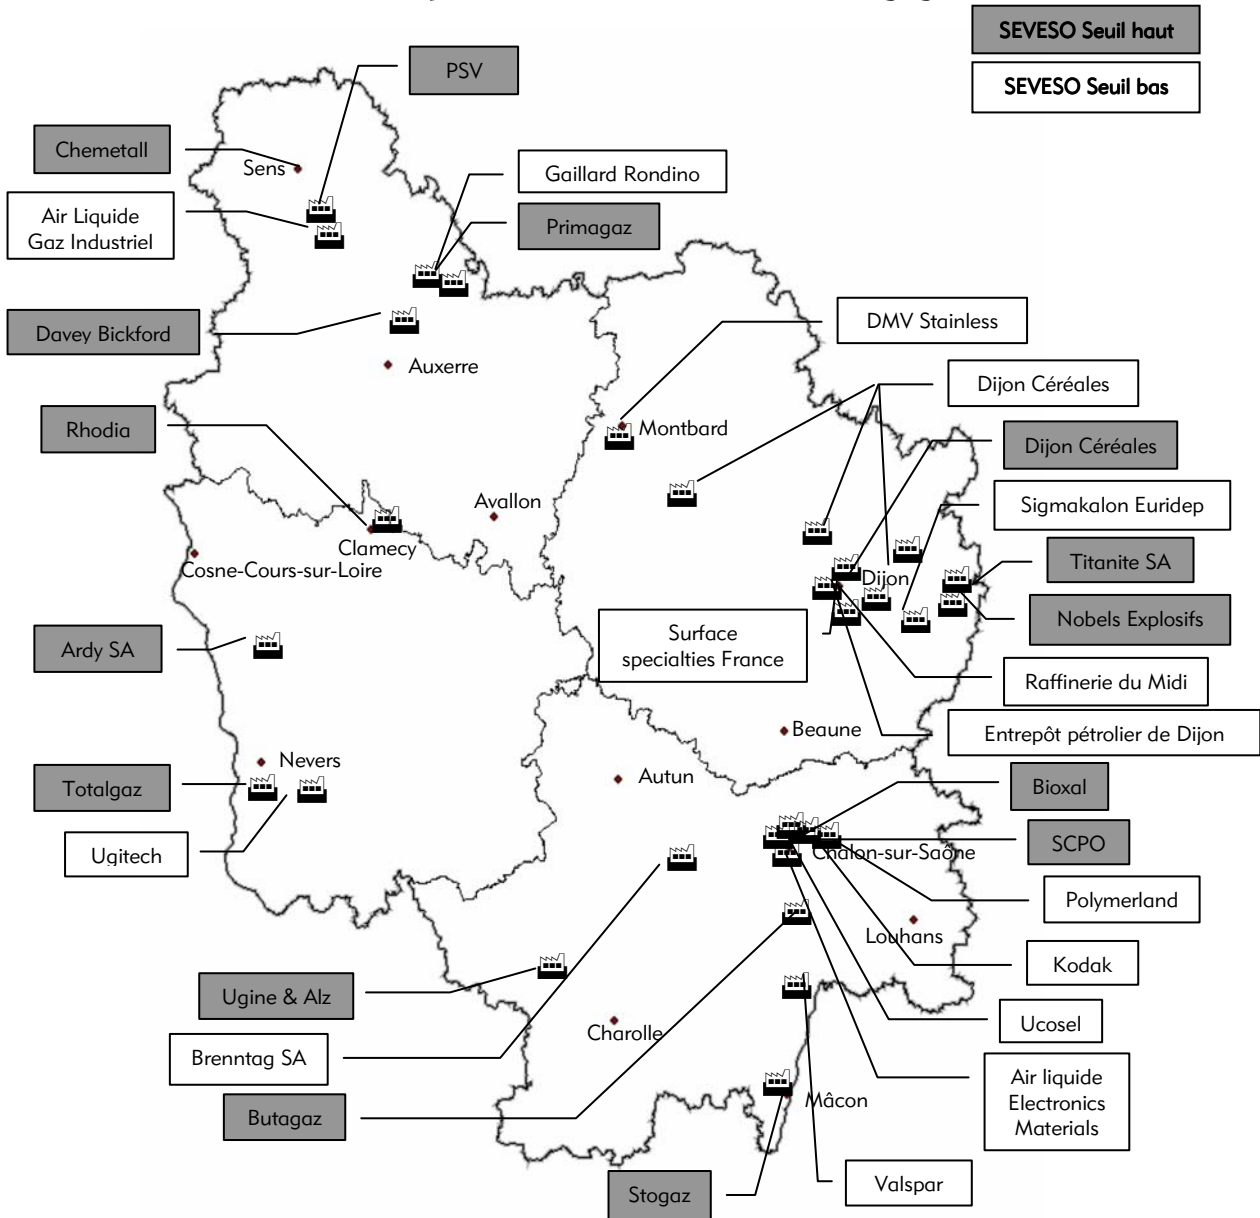 SEVESO Seuil haut
SEVESO Seuil bas
PSV
Chemetall
Sens
Gaillard Rondino
Air Liquide
Gaz Industriel
Primagaz
Davey Bickford
DMV Stainless
Auxerre
Dijon Céréales
Rhodia
Montbard
Dijon Céréales
Avallon
Sigmakalon Euridep
Clamecy
Cosne-Cours-sur-Loire
Dijon
Titanite SA
Nobels Explosifs
Ardy SA
Surface
specialties France
Raffinerie du Midi
Beaune
Entrepôt pétrolier de Dijon
Nevers
Autun
Totalgaz
Bioxal
Ugitech
Chalon-sur-Saône
SCPO
Polymerland
Louhans
Kodak
Ugine & Alz
Ucosel
Charolle
Brenntag SA
Air liquide
Electronics
Materials
Butagaz
Mâcon
Valspar
Stogaz